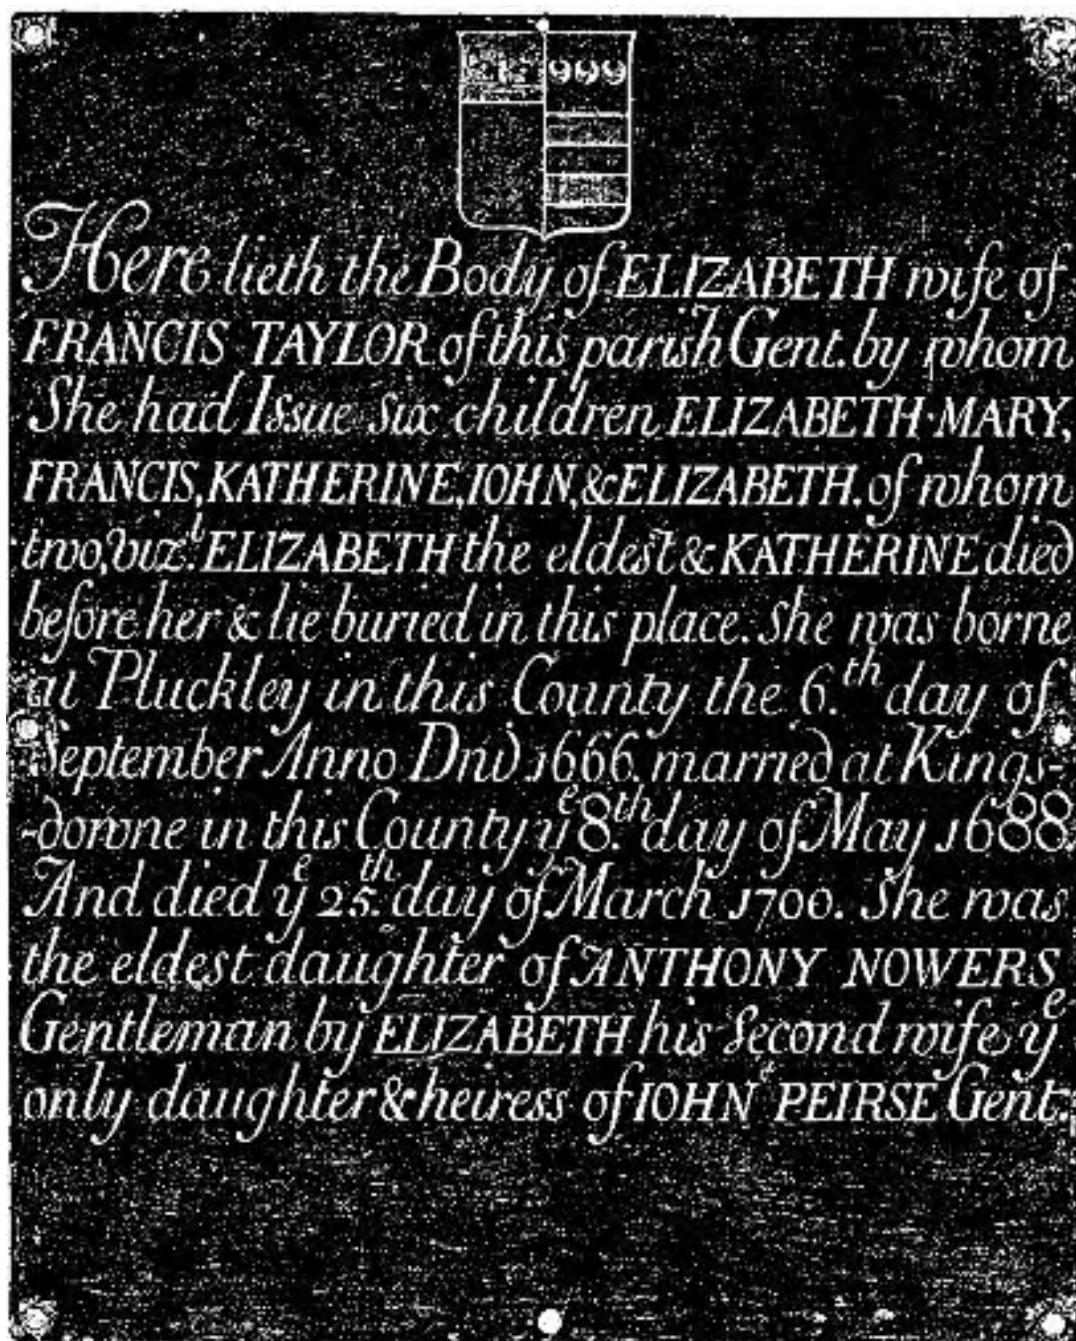 Here lieth the Body of ELIZABETH wife of
FRANCIS TAYLOR of this parish Gent. by whom
She had Issue six children ELIZABETH MARY,
FRANCIS, KATHERINE, IOHN, & ELIZABETH, of whom
two, vizt. ELIZABETH the eldest & KATHERINE died
before her & lie buried in this place. She was borne
at Pluckley in this County the 6.th day of
September Anno Dni 1666. married at Kings-
-downe in this County ye 8.th day of May 1688.
And died ye 25.th day of March 1700. She was
the eldest daughter of ANTHONY NOWERS
Gentleman by ELIZABETH his Second wife ye
only daughter & heiress of IOHN PEIRSE Gent.